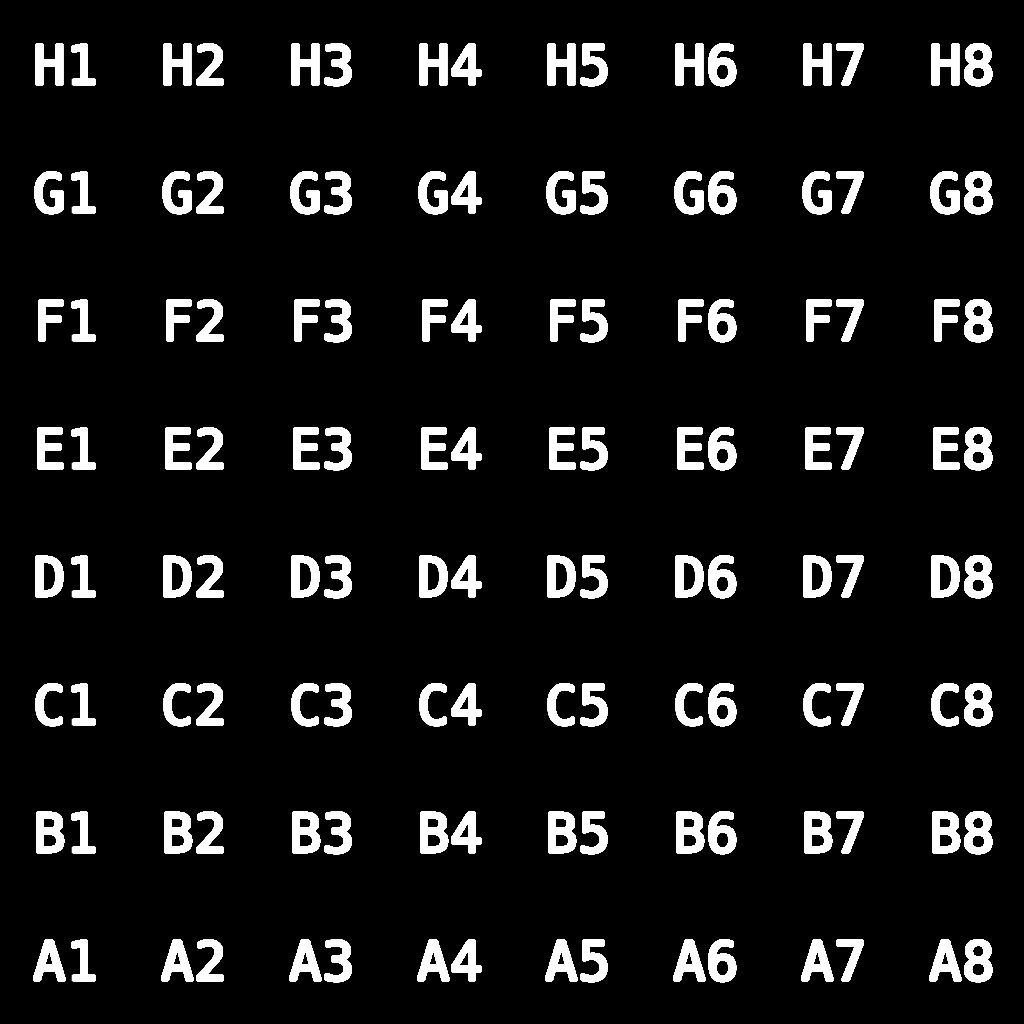 H1 H2 H3 H4 H5 H6 H7 H8
G1 G2 G3 G4 G5 G6 G7 G8
F1 F2 F3 F4 F5 F6 F7 F8
E1 E2 E3 E4 E5 E6 E7 E8
D1 D2 D3 D4 D5 D6 D7 D8
C1 C2 C3 C4 C5 C6 C7 C8
B1 B2 B3 B4 B5 B6 B7 B8
A1 A2 A3 A4 A5 A6 A7 A8